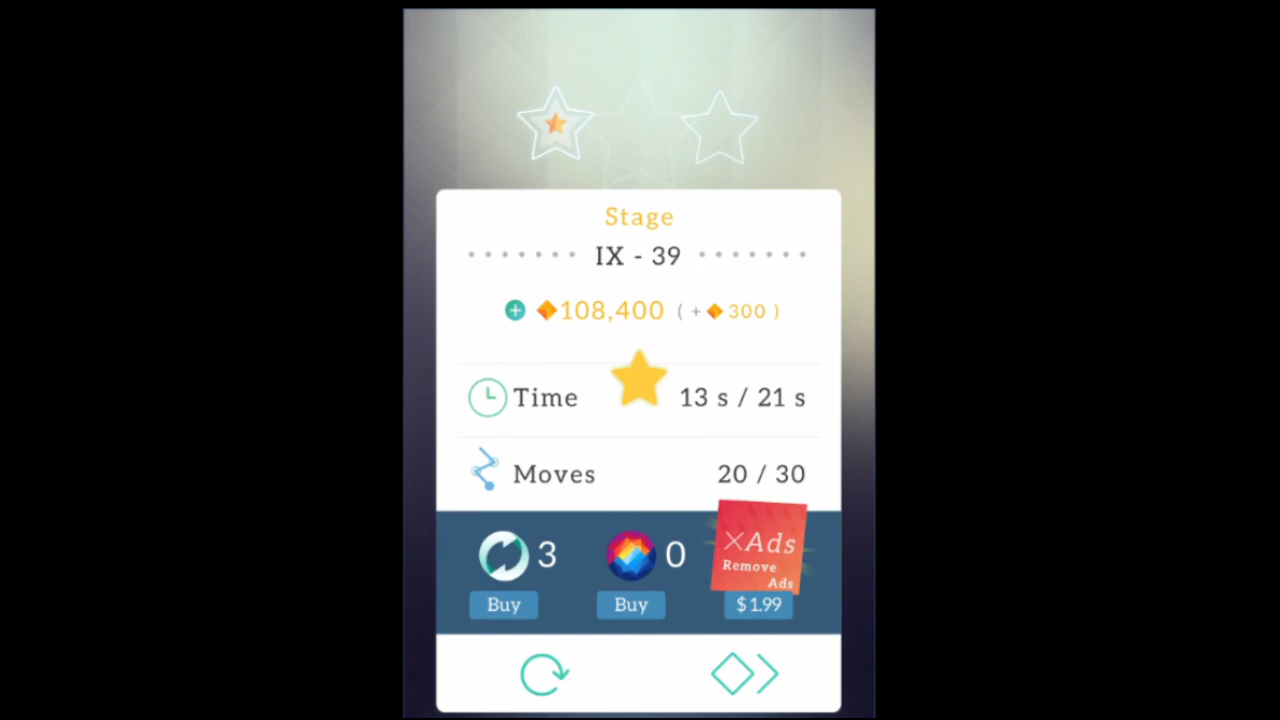 Stage
IX - 39
108,400 ( + 300 )
Time 13 s / 21 s
Moves 20 / 30
3 0 ×Ads
Remove
Ads
Buy Buy $1.99